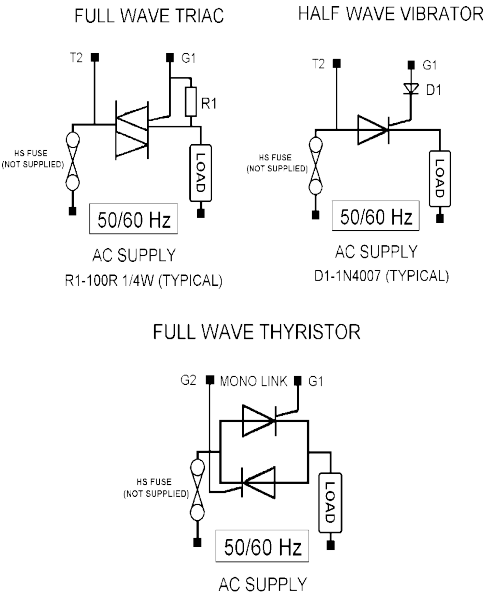 FULL WAVE TRIAC
T2
G1
R1
HS FUSE
(NOT SUPPLIED)
LOAD
50/60 Hz
AC SUPPLY
R1-100R 1/4W (TYPICAL)
HALF WAVE VIBRATOR
T2
G1
D1
HS FUSE
(NOT SUPPLIED)
LOAD
50/60 Hz
AC SUPPLY
D1-1N4007 (TYPICAL)
FULL WAVE THYRISTOR
G2
MONO LINK
G1
HS FUSE
(NOT SUPPLIED)
LOAD
50/60 Hz
AC SUPPLY